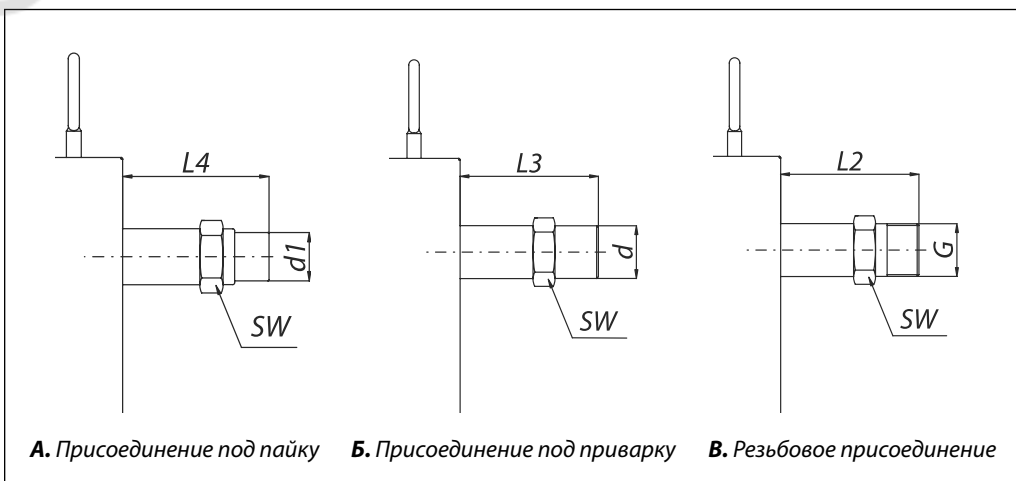 L4
d1
SW
L3
d
SW
L2
G
SW
А. Присоединение под пайку
Б. Присоединение под приварку
В. Резьбовое присоединение